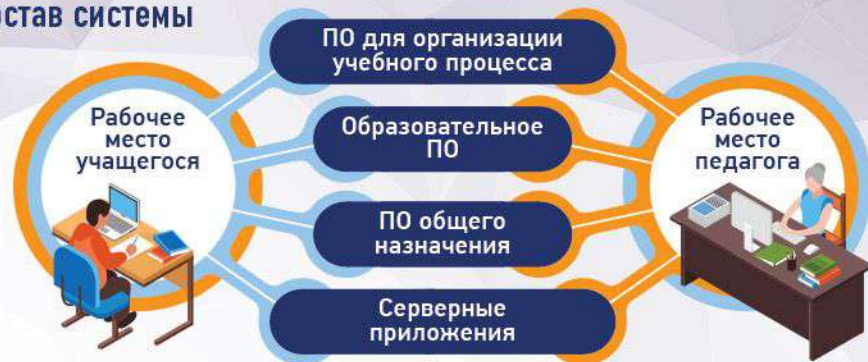 остав системы
ПО для организации
учебного процесса
Рабочее
место
учащегося
Образовательное
ПО
ПО общего
назначения
Серверные
приложения
Рабочее
место
педагога